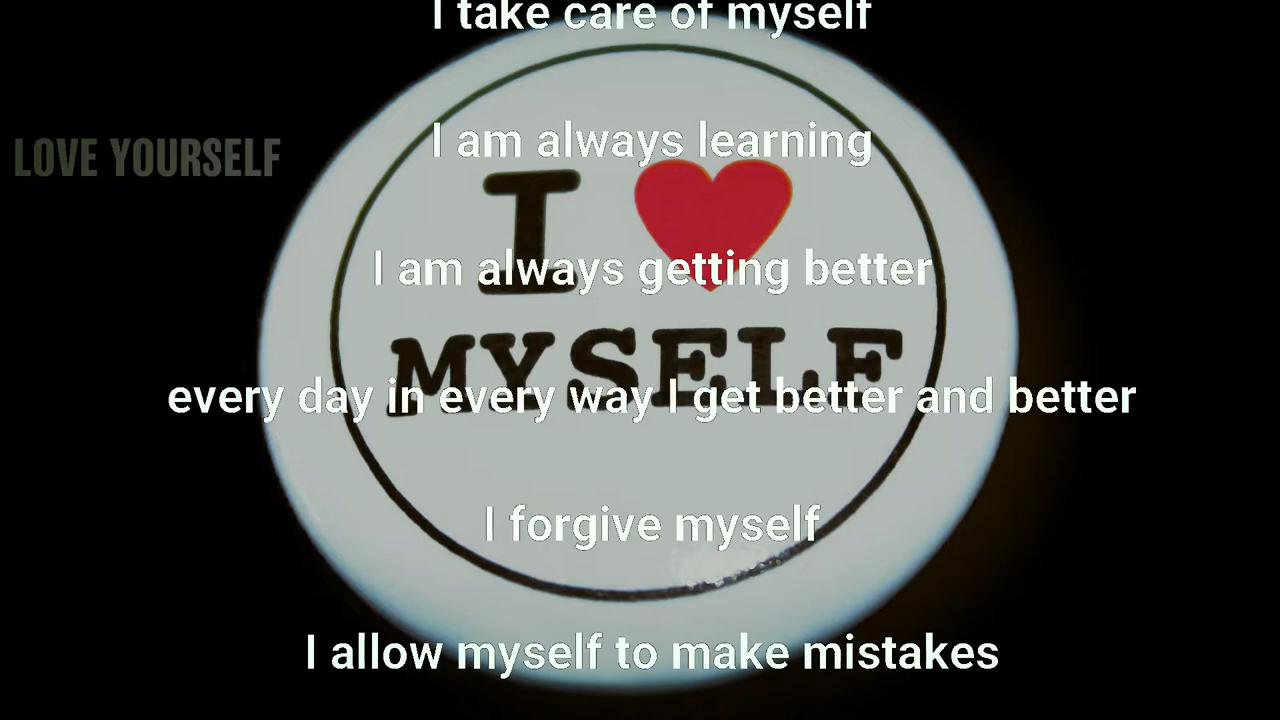 I take care of myself
I am always learning
LOVE YOURSELF
I
I am always getting better
MYSELF
every day in every way I get better and better
I forgive myself
I allow myself to make mistakes